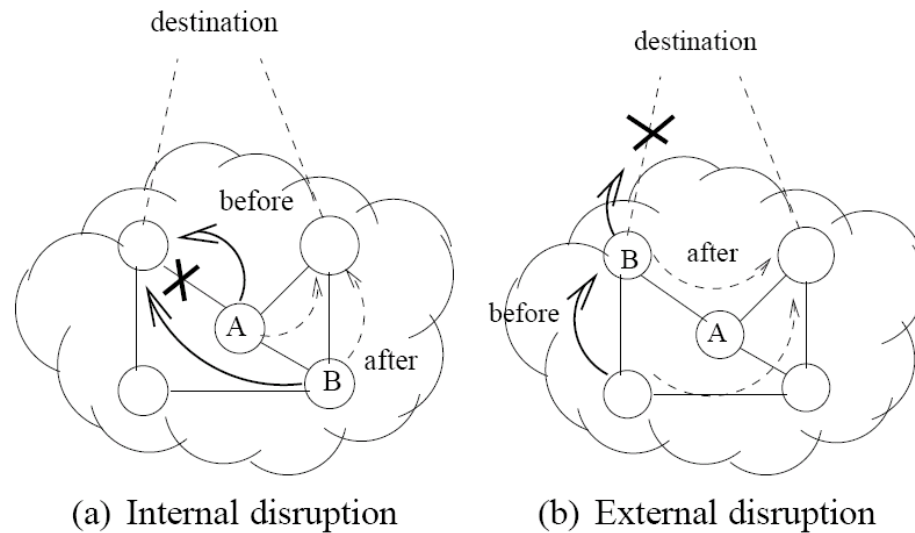 destination
before
A
B
after
(a) Internal disruption
destination
B
after
before
A
(b) External disruption